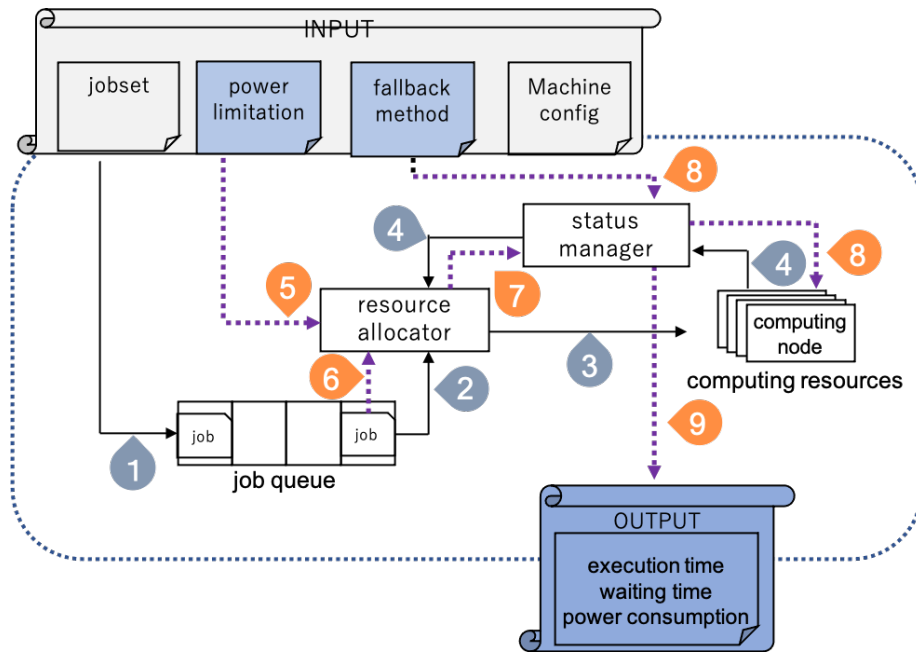 INPUT
jobset
power
limitation
fallback
method
Machine
config
8
4
status
manager
4
8
5
7
resource
allocator
computing
node
computing resources
3
6
2
job
job
1
job queue
9
OUTPUT
execution time
waiting time
power consumption